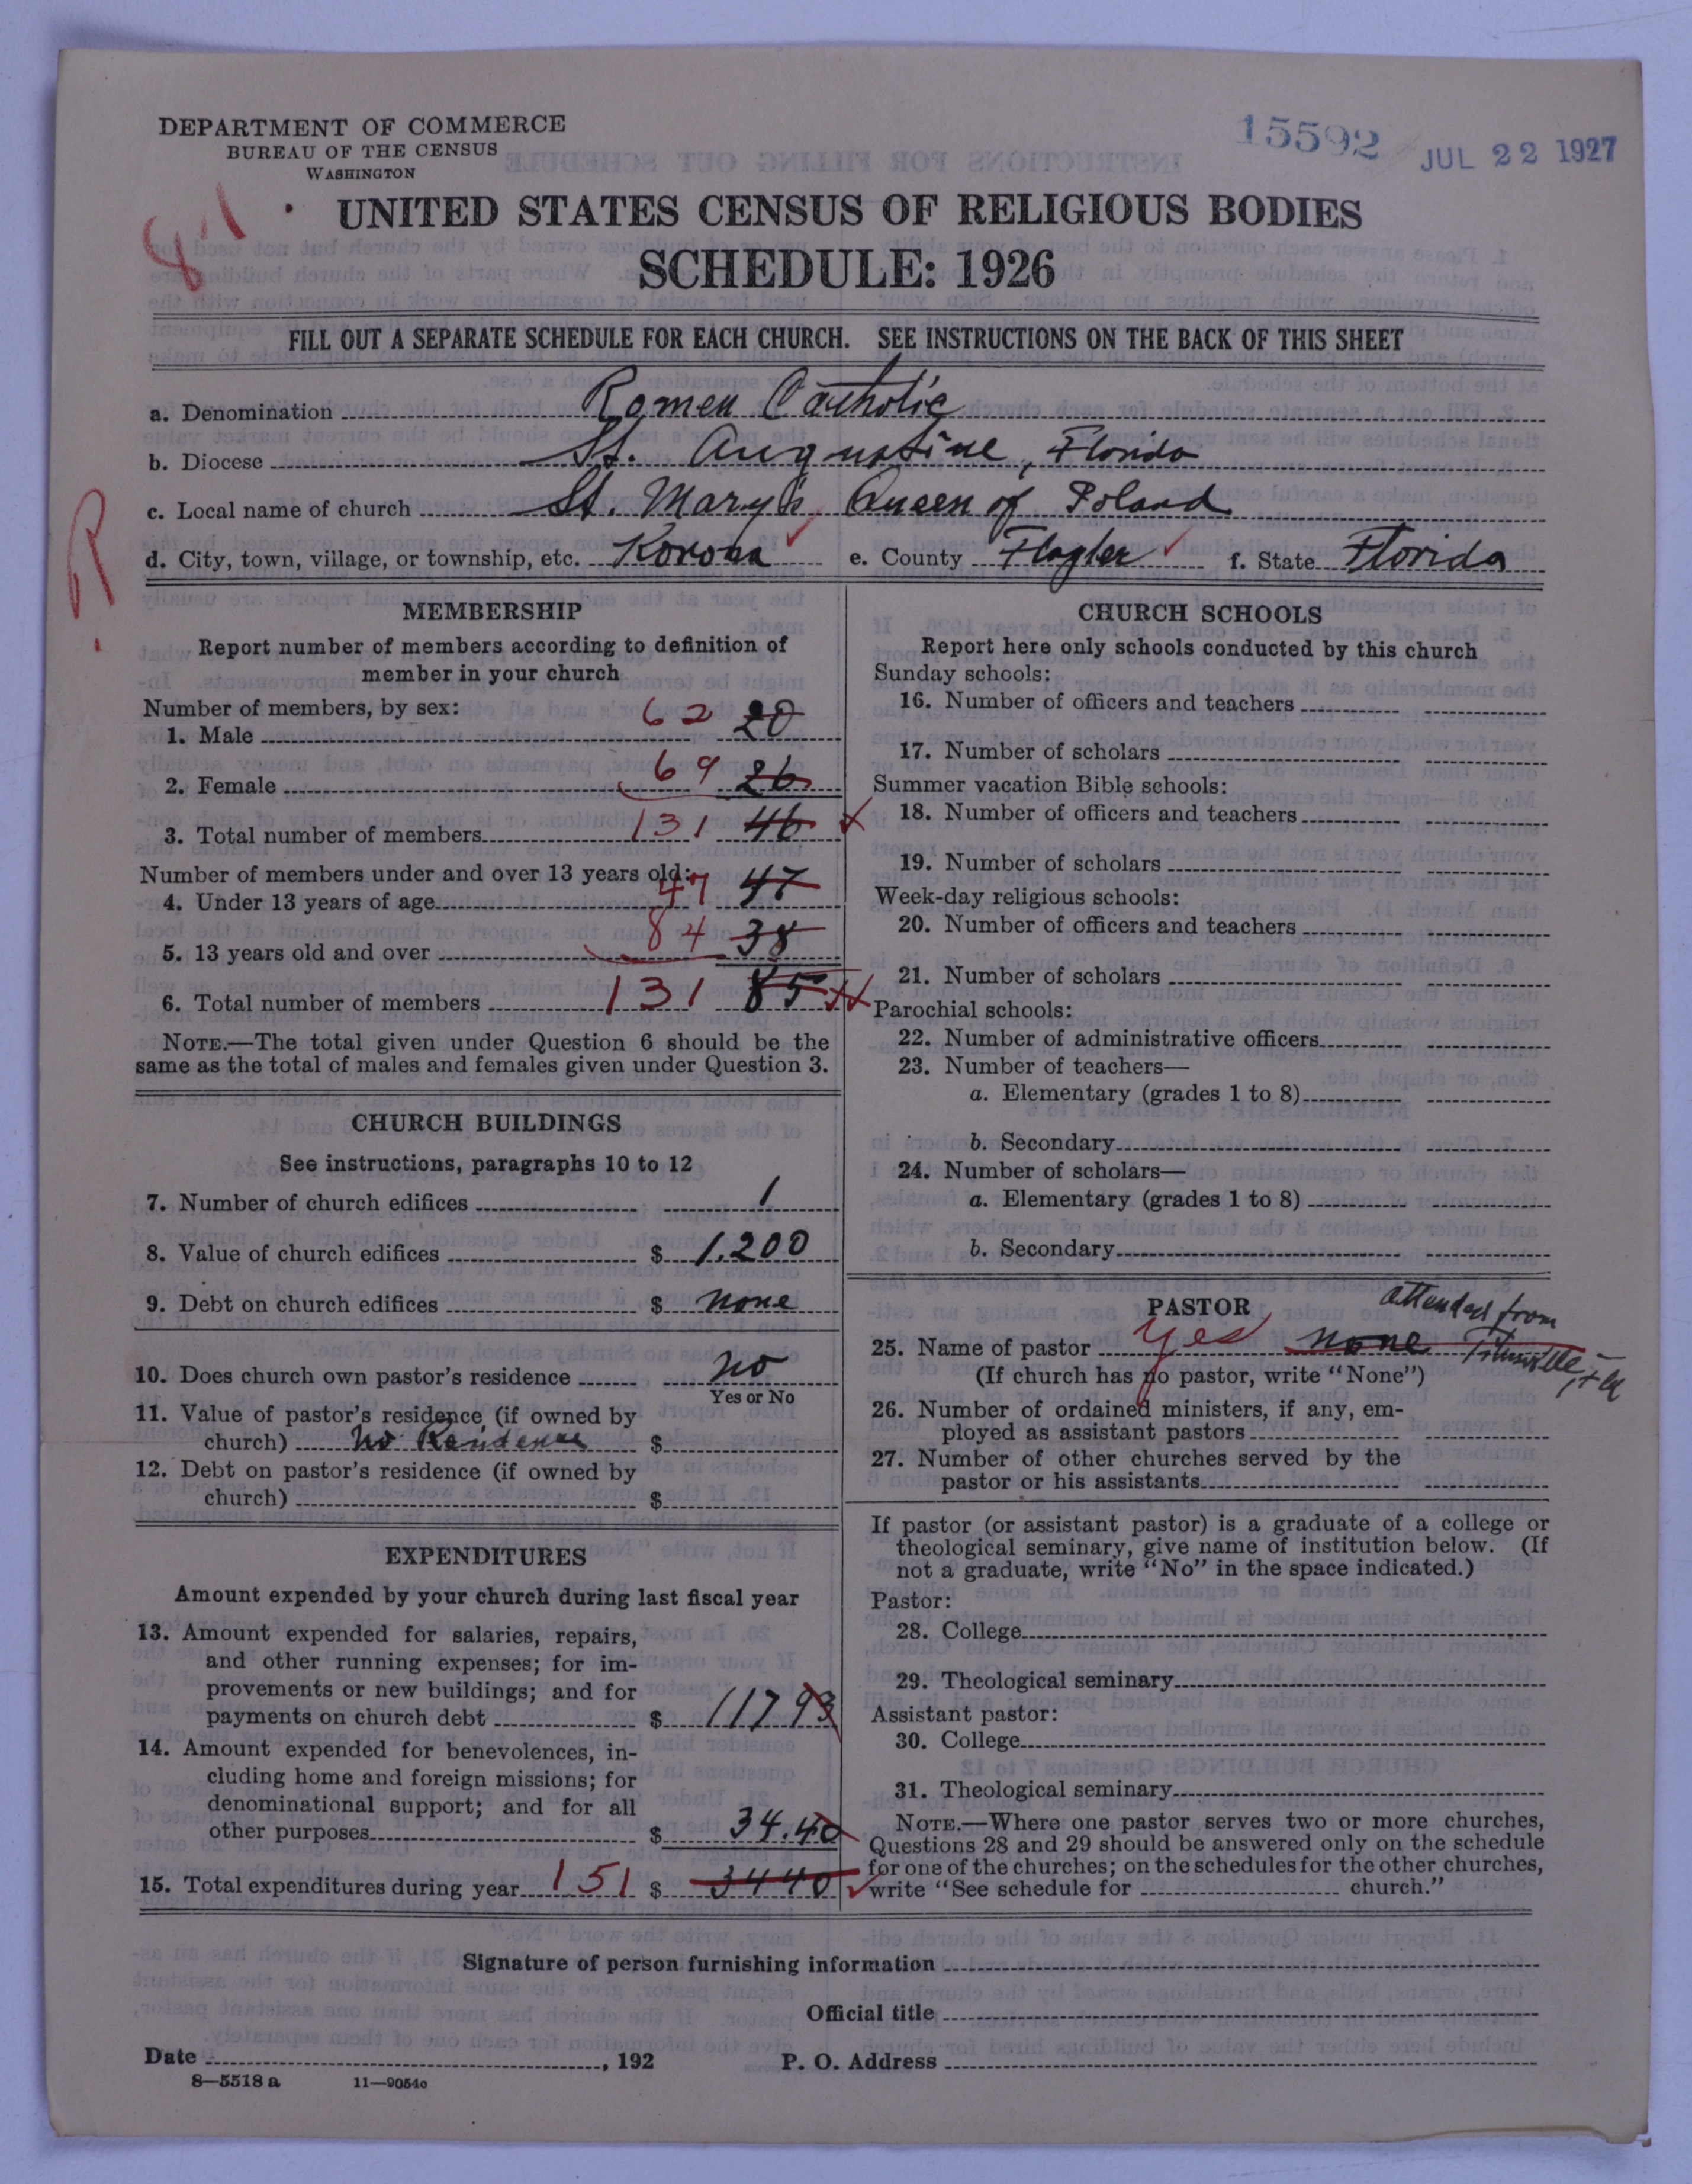 DEPARTMENT OF COMMERCE
BUREAU OF THE CENSUS
WASHINGTON
15592 JUL 22 1927
8-1
UNITED STATES CENSUS OF RELIGIOUS BODIES
SCHEDULE: 1926
FILL OUT A SEPARATE SCHEDULE FOR EACH CHURCH. SEE INSTRUCTIONS ON THE BACK OF THIS SHEET
a. Denomination Romen Catholic
b. Diocese St. Augustine, Florida
c. Local name of church St. Mary's Queen of Poland
d. City, town, village, or township, etc. Korona e. County Flagler f. State Florida
MEMBERSHIP
Report number of members according to definition of
member in your church
Number of members, by sex:
1. Male 62 20
2. Female 69 26
3. Total number of members 131 46
Number of members under and over 13 years old:
4. Under 13 years of age 47 47
5. 13 years old and over 84 38
6. Total number of members 131 85
NOTE.—The total given under Question 6 should be the
same as the total of males and females given under Question 3.
CHURCH BUILDINGS
See instructions, paragraphs 10 to 12
7. Number of church edifices 1
8. Value of church edifices $ 1.200
9. Debt on church edifices $ none
10. Does church own pastor's residence no
Yes or No
11. Value of pastor's residence (if owned by
church) No Residence $
12. Debt on pastor's residence (if owned by
church) $
EXPENDITURES
Amount expended by your church during last fiscal year
13. Amount expended for salaries, repairs,
and other running expenses; for im-
provements or new buildings; and for
payments on church debt $ 117 93
14. Amount expended for benevolences, in-
cluding home and foreign missions; for
denominational support; and for all
other purposes $ 34.40
15. Total expenditures during year 151 $ 3440
CHURCH SCHOOLS
Report here only schools conducted by this church
Sunday schools:
16. Number of officers and teachers
17. Number of scholars
Summer vacation Bible schools:
18. Number of officers and teachers
19. Number of scholars
Week-day religious schools:
20. Number of officers and teachers
21. Number of scholars
Parochial schools:
22. Number of administrative officers
23. Number of teachers—
a. Elementary (grades 1 to 8)
b. Secondary
24. Number of scholars—
a. Elementary (grades 1 to 8)
b. Secondary
PASTOR attended from
25. Name of pastor Yes none Titusville, Fla
(If church has no pastor, write "None")
26. Number of ordained ministers, if any, em-
ployed as assistant pastors
27. Number of other churches served by the
pastor or his assistants
If pastor (or assistant pastor) is a graduate of a college or
theological seminary, give name of institution below. (If
not a graduate, write "No" in the space indicated.)
Pastor:
28. College
29. Theological seminary
Assistant pastor:
30. College
31. Theological seminary
NOTE.—Where one pastor serves two or more churches,
Questions 28 and 29 should be answered only on the schedule
for one of the churches; on the schedules for the other churches,
write "See schedule for church."
Signature of person furnishing information
Official title
Date , 192 P. O. Address
8—5518 a 11—9054c